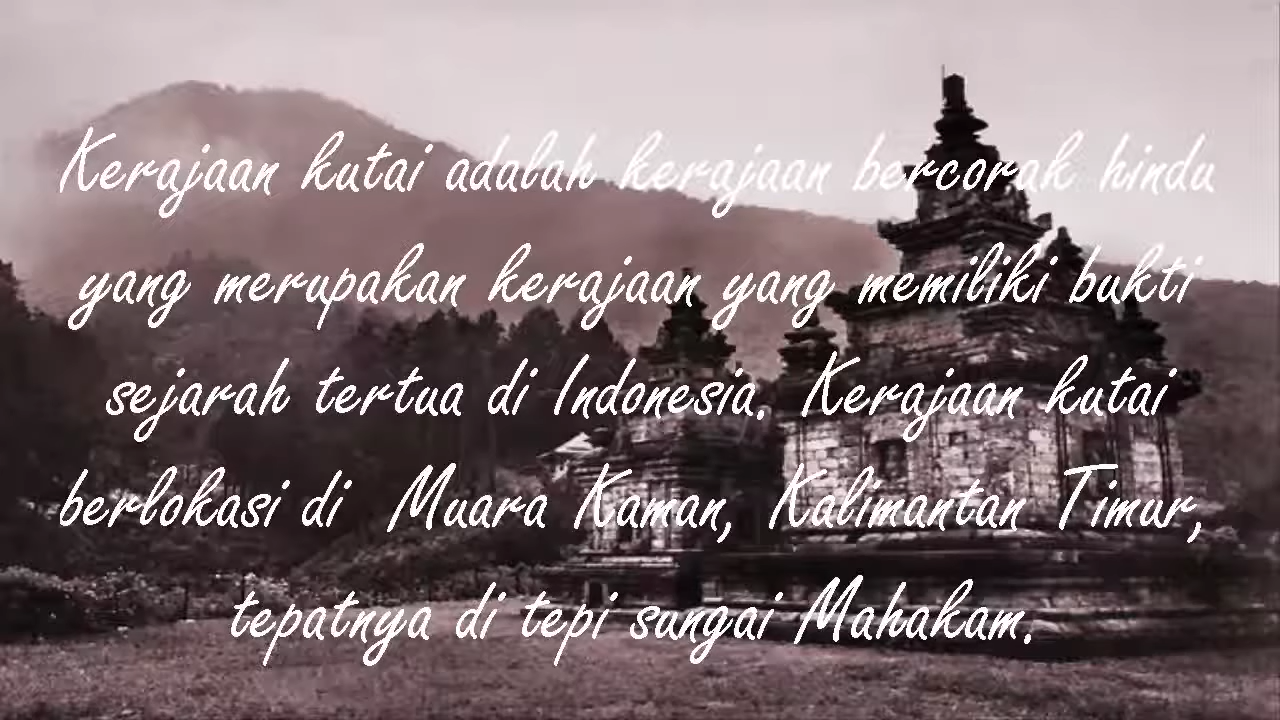 Kerajaan kutai adalah kerajaan bercorak hindu
yang merupakan kerajaan yang memiliki bukti
sejarah tertua di Indonesia. Kerajaan kutai
berlokasi di Muara Kaman, Kalimantan Timur,
tepatnya di tepi sungai Mahakam.